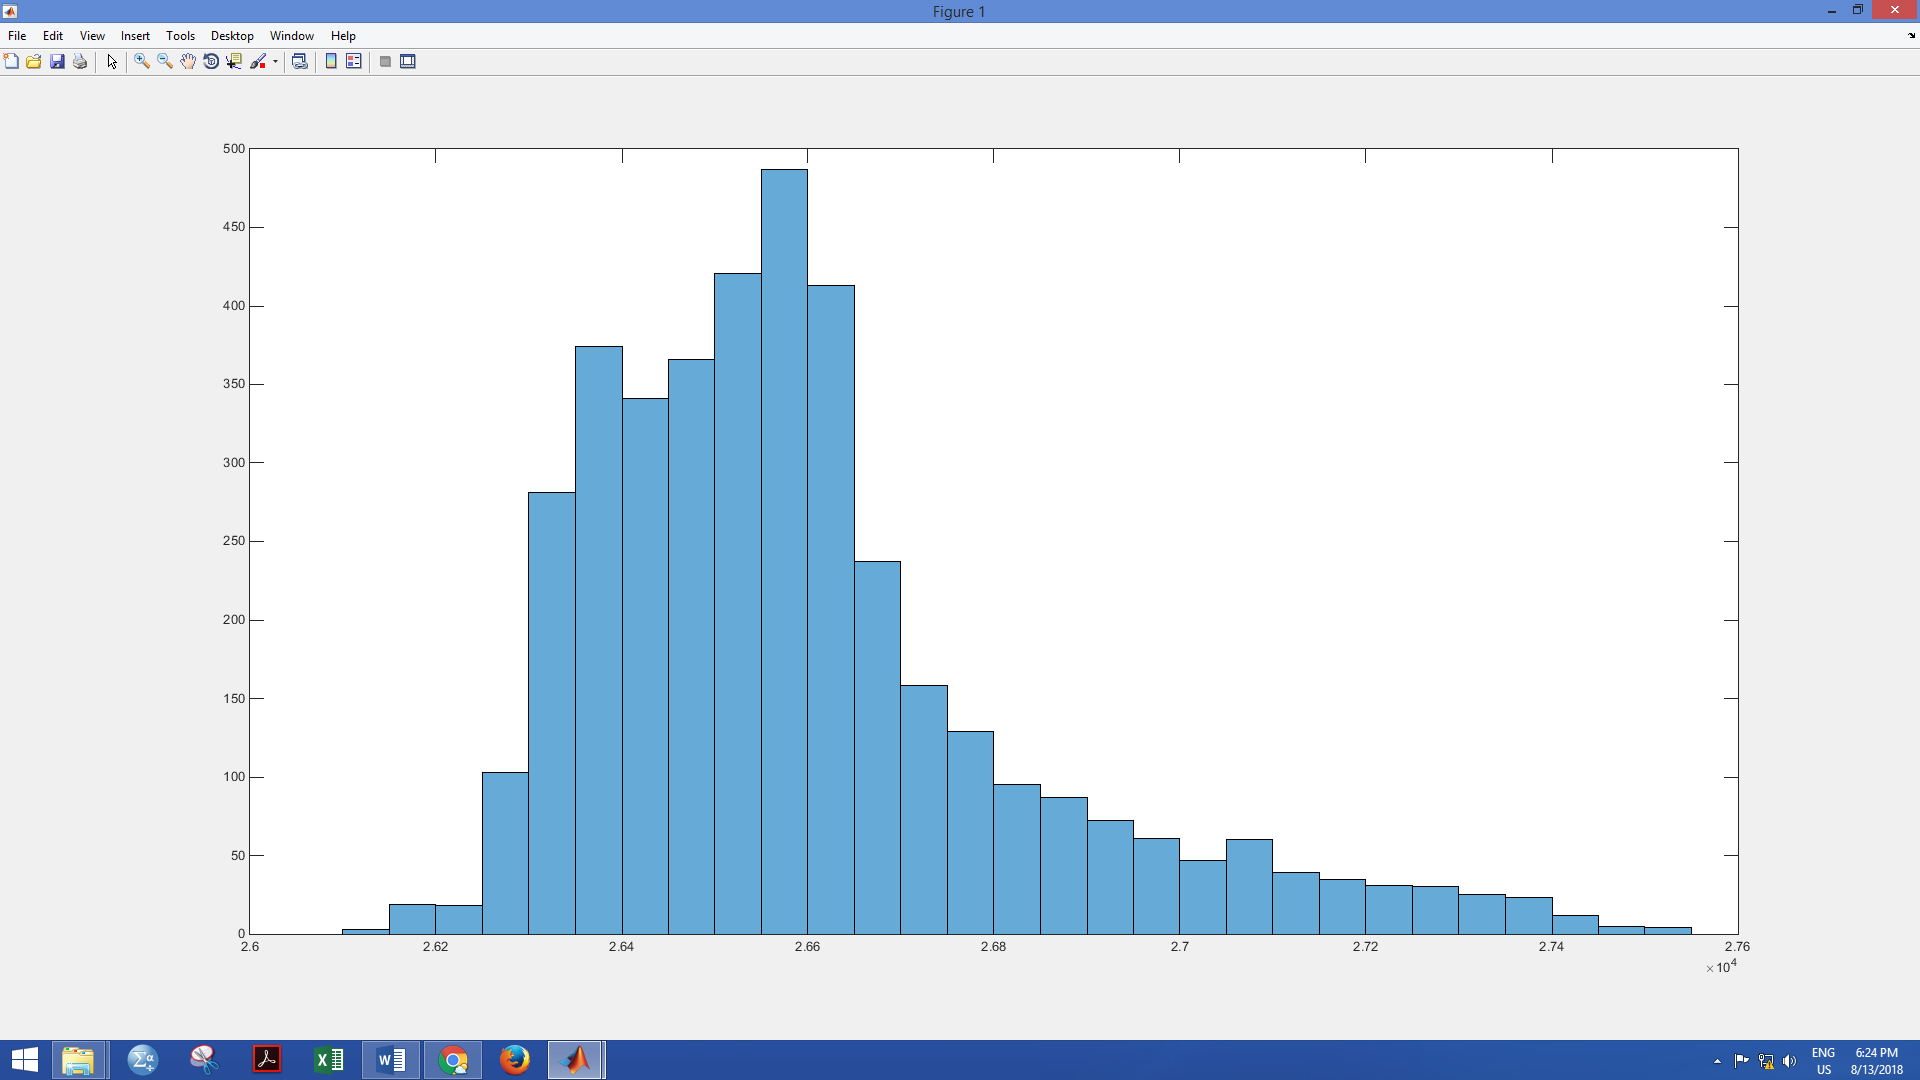 Figure 1
File Edit View Insert Tools Desktop Window Help
500
450
400
350
300
250
200
150
100
50
0
2.6 2.62 2.64 2.66 2.68 2.7 2.72 2.74 2.76
×10^4
ENG 6:24 PM
US 8/13/2018